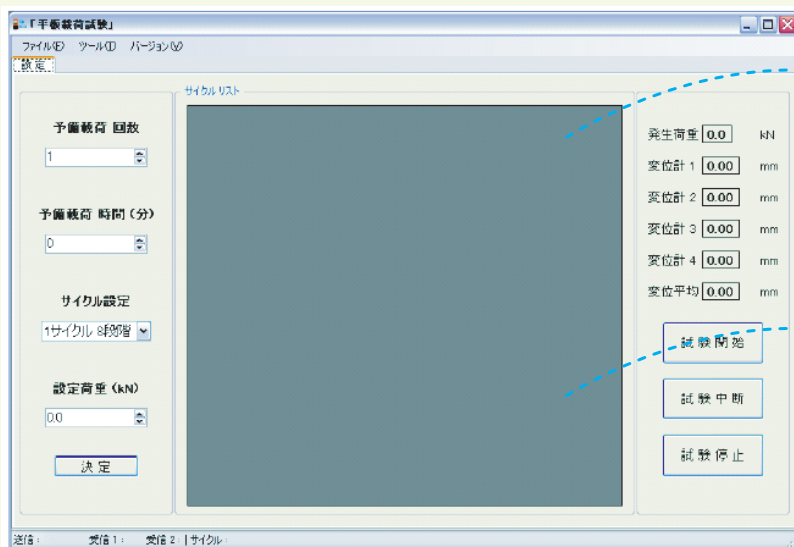 「平板載荷試験」
ファイル(F) ツール(T) バージョン(V)
設定
予備載荷 回数
1
予備載荷 時間(分)
0
サイクル設定
1サイクル 8段階
設定荷重(kN)
0.0
決定
サイクル リスト
発生荷重 0.0 kN
変位計 1 0.00 mm
変位計 2 0.00 mm
変位計 3 0.00 mm
変位計 4 0.00 mm
変位平均 0.00 mm
試験開始
試験中断
試験停止
送信: 受信 1: 受信 2: | サイクル: